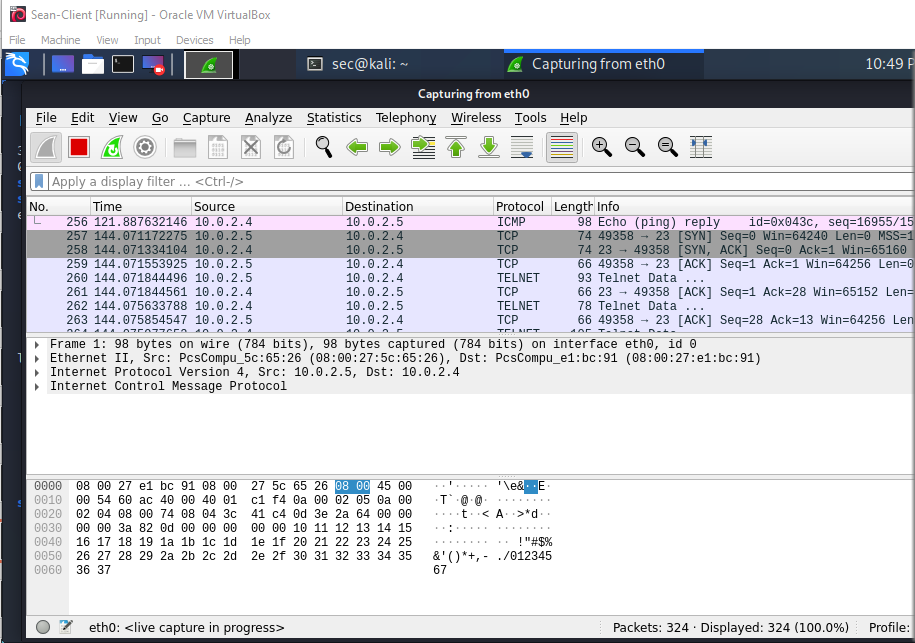 Sean-Client [Running] - Oracle VM VirtualBox
File Machine View Input Devices Help
sec@kali: ~ Capturing from eth0 10:49 P
Capturing from eth0
File Edit View Go Capture Analyze Statistics Telephony Wireless Tools Help
Apply a display filter ... <Ctrl-/>
No. Time Source Destination Protocol Length Info
256 121.887632146 10.0.2.4 10.0.2.5 ICMP 98 Echo (ping) reply id=0x043c, seq=16955/15
257 144.071172275 10.0.2.5 10.0.2.4 TCP 74 49358 → 23 [SYN] Seq=0 Win=64240 Len=0 MSS=1
258 144.071334104 10.0.2.4 10.0.2.5 TCP 74 23 → 49358 [SYN, ACK] Seq=0 Ack=1 Win=65160
259 144.071553925 10.0.2.5 10.0.2.4 TCP 66 49358 → 23 [ACK] Seq=1 Ack=1 Win=64256 Len=0
260 144.071844496 10.0.2.5 10.0.2.4 TELNET 93 Telnet Data ...
261 144.071844561 10.0.2.4 10.0.2.5 TCP 66 23 → 49358 [ACK] Seq=1 Ack=28 Win=65152 Len=
262 144.075633788 10.0.2.4 10.0.2.5 TELNET 78 Telnet Data ...
263 144.075854547 10.0.2.5 10.0.2.4 TCP 66 49358 → 23 [ACK] Seq=28 Ack=13 Win=64256 Len
Frame 1: 98 bytes on wire (784 bits), 98 bytes captured (784 bits) on interface eth0, id 0
Ethernet II, Src: PcsCompu_5c:65:26 (08:00:27:5c:65:26), Dst: PcsCompu_e1:bc:91 (08:00:27:e1:bc:91)
Internet Protocol Version 4, Src: 10.0.2.5, Dst: 10.0.2.4
Internet Control Message Protocol
0000 08 00 27 e1 bc 91 08 00 27 5c 65 26 08 00 45 00 ··'····· '\e&··E·
0010 00 54 60 ac 40 00 40 01 c1 f4 0a 00 02 05 0a 00 ·T`·@·@· ········
0020 02 04 08 00 74 08 04 3c 41 c4 0d 3e 2a 64 00 00 ····t··< A··>*d··
0030 00 00 3a 82 0d 00 00 00 00 00 10 11 12 13 14 15 ··:····· ········
0040 16 17 18 19 1a 1b 1c 1d 1e 1f 20 21 22 23 24 25 ········ ·· !"#$%
0050 26 27 28 29 2a 2b 2c 2d 2e 2f 30 31 32 33 34 35 &'()*+,- ./012345
0060 36 37 67
eth0: <live capture in progress> Packets: 324 · Displayed: 324 (100.0%) Profile: